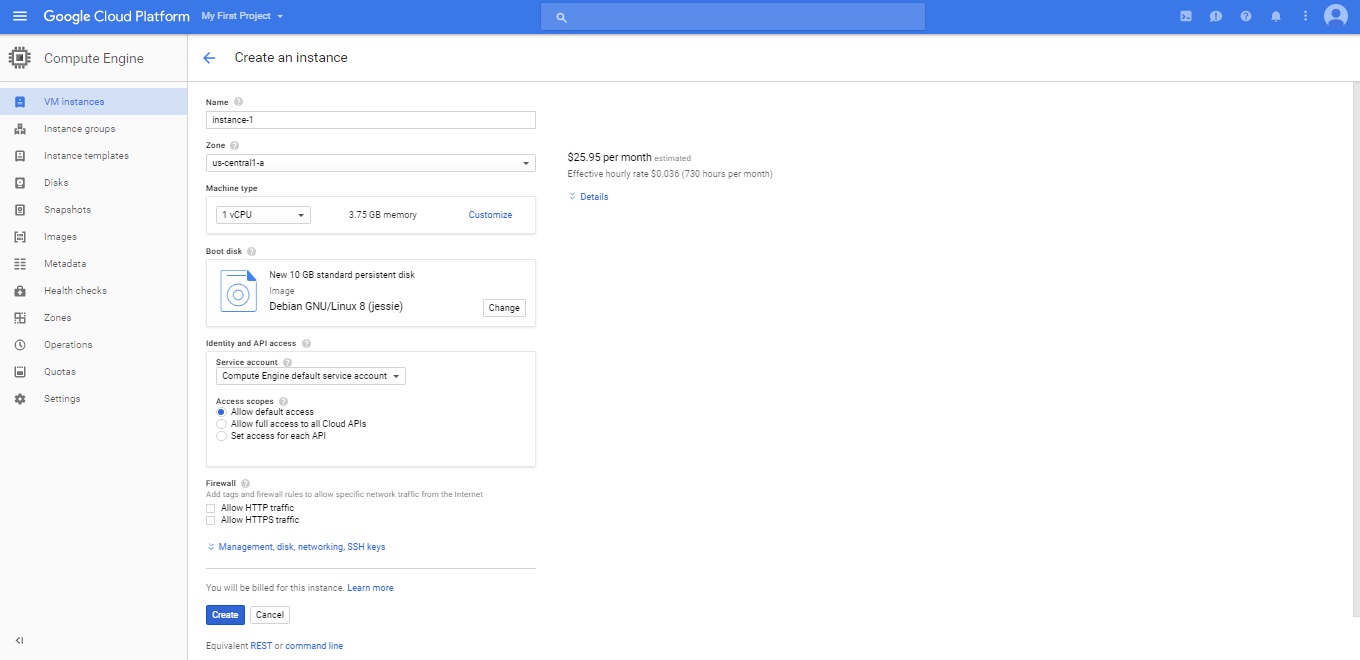 Google Cloud Platform My First Project
Compute Engine
Create an instance
VM instances
Instance groups
Instance templates
Disks
Snapshots
Images
Metadata
Health checks
Zones
Operations
Quotas
Settings
Name
instance-1
Zone
us-central1-a
Machine type
1 vCPU 3.75 GB memory Customize
Boot disk
New 10 GB standard persistent disk
Image
Debian GNU/Linux 8 (jessie)
Change
Identity and API access
Service account
Compute Engine default service account
Access scopes
Allow default access
Allow full access to all Cloud APIs
Set access for each API
Firewall
Add tags and firewall rules to allow specific network traffic from the Internet
Allow HTTP traffic
Allow HTTPS traffic
Management, disk, networking, SSH keys
You will be billed for this instance. Learn more
Create Cancel
Equivalent REST or command line
$25.95 per month estimated
Effective hourly rate $0.036 (730 hours per month)
Details